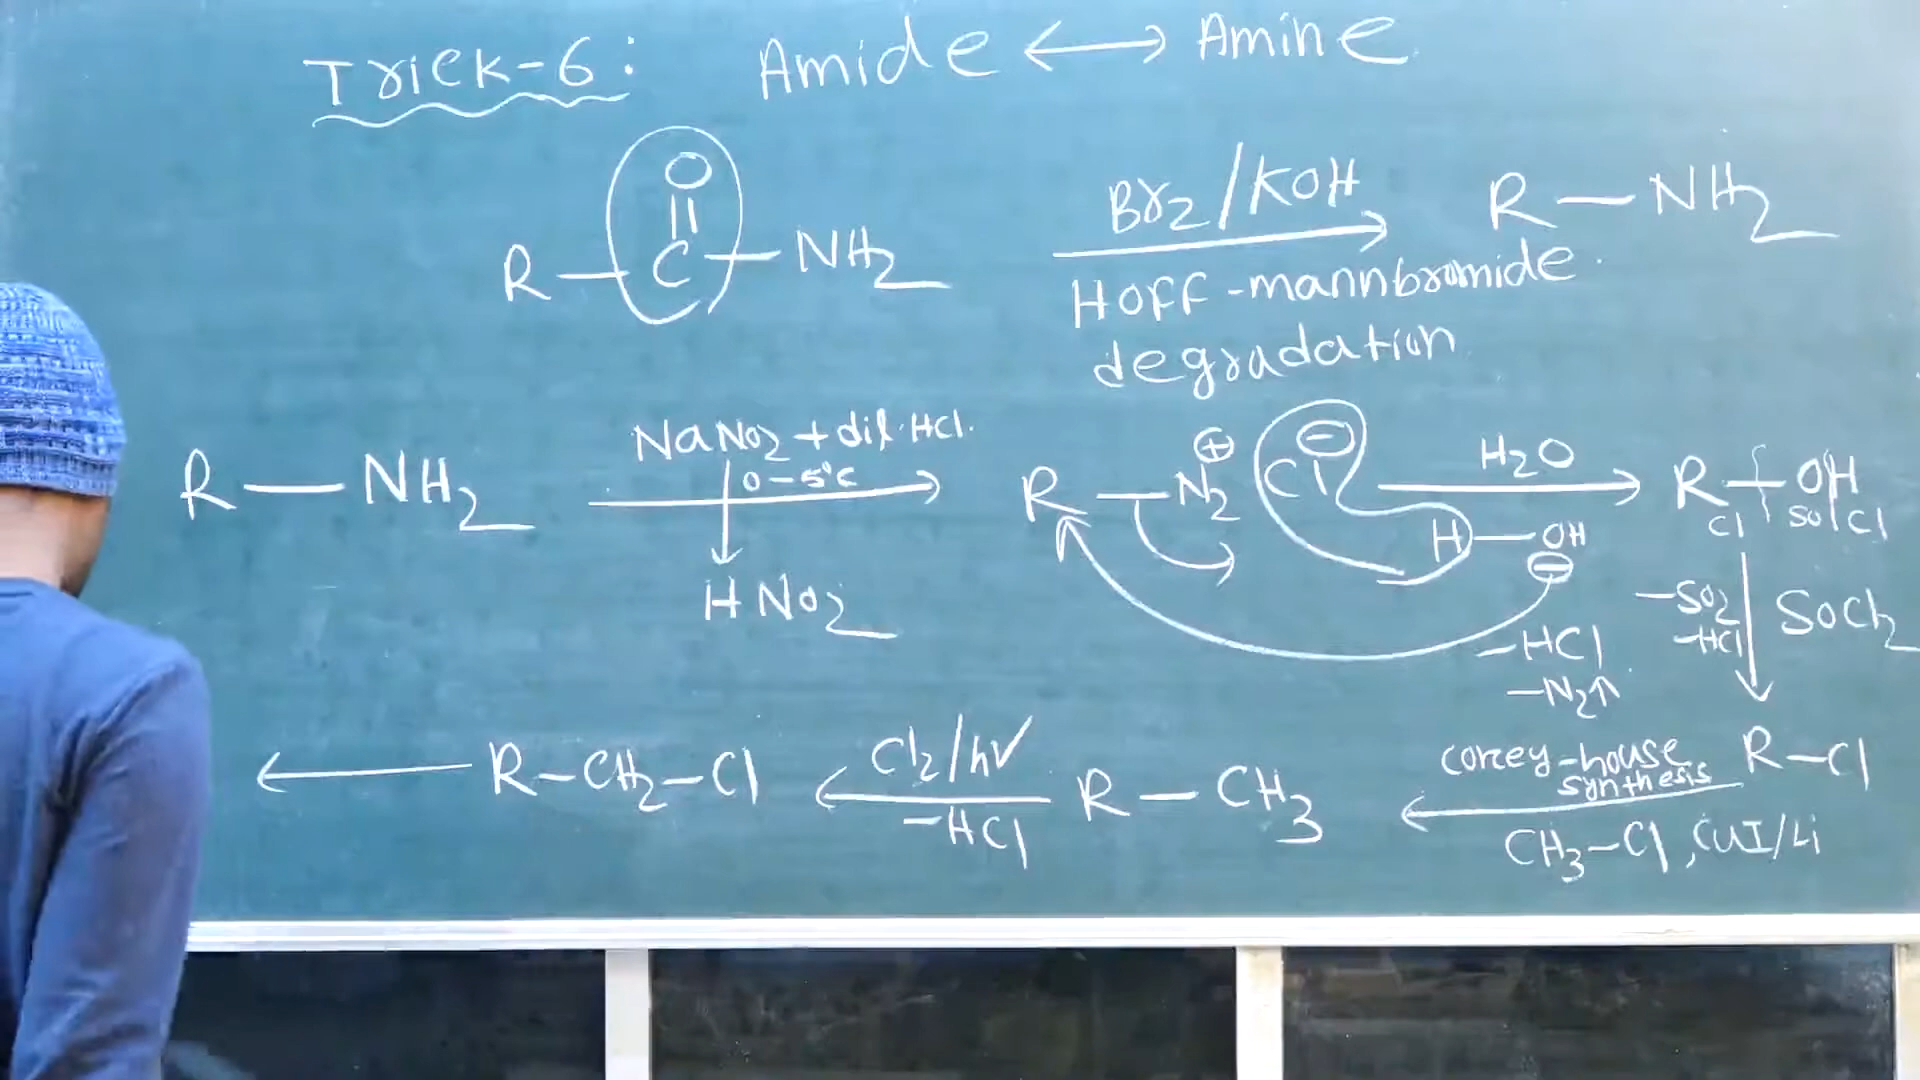 Trick-6: Amide ⟷ Amine
O
||
R—C—NH2 Br2/KOH R—NH2
Hoff-mannbromide
degradation
R—NH2 NaNO2+dil·HCl. R—N2 ⊕ Cl ⊖ H2O R—OH
0-5°c
Cl SO Cl
H—OH
⊖
HNO2
-SO2 SOCl2
-HCl
-HCl
-N2↑
R-CH2-Cl Cl2/hν R-CH3 corey-house R-Cl
synthesis
-HCl
CH3-Cl, CuI/Li